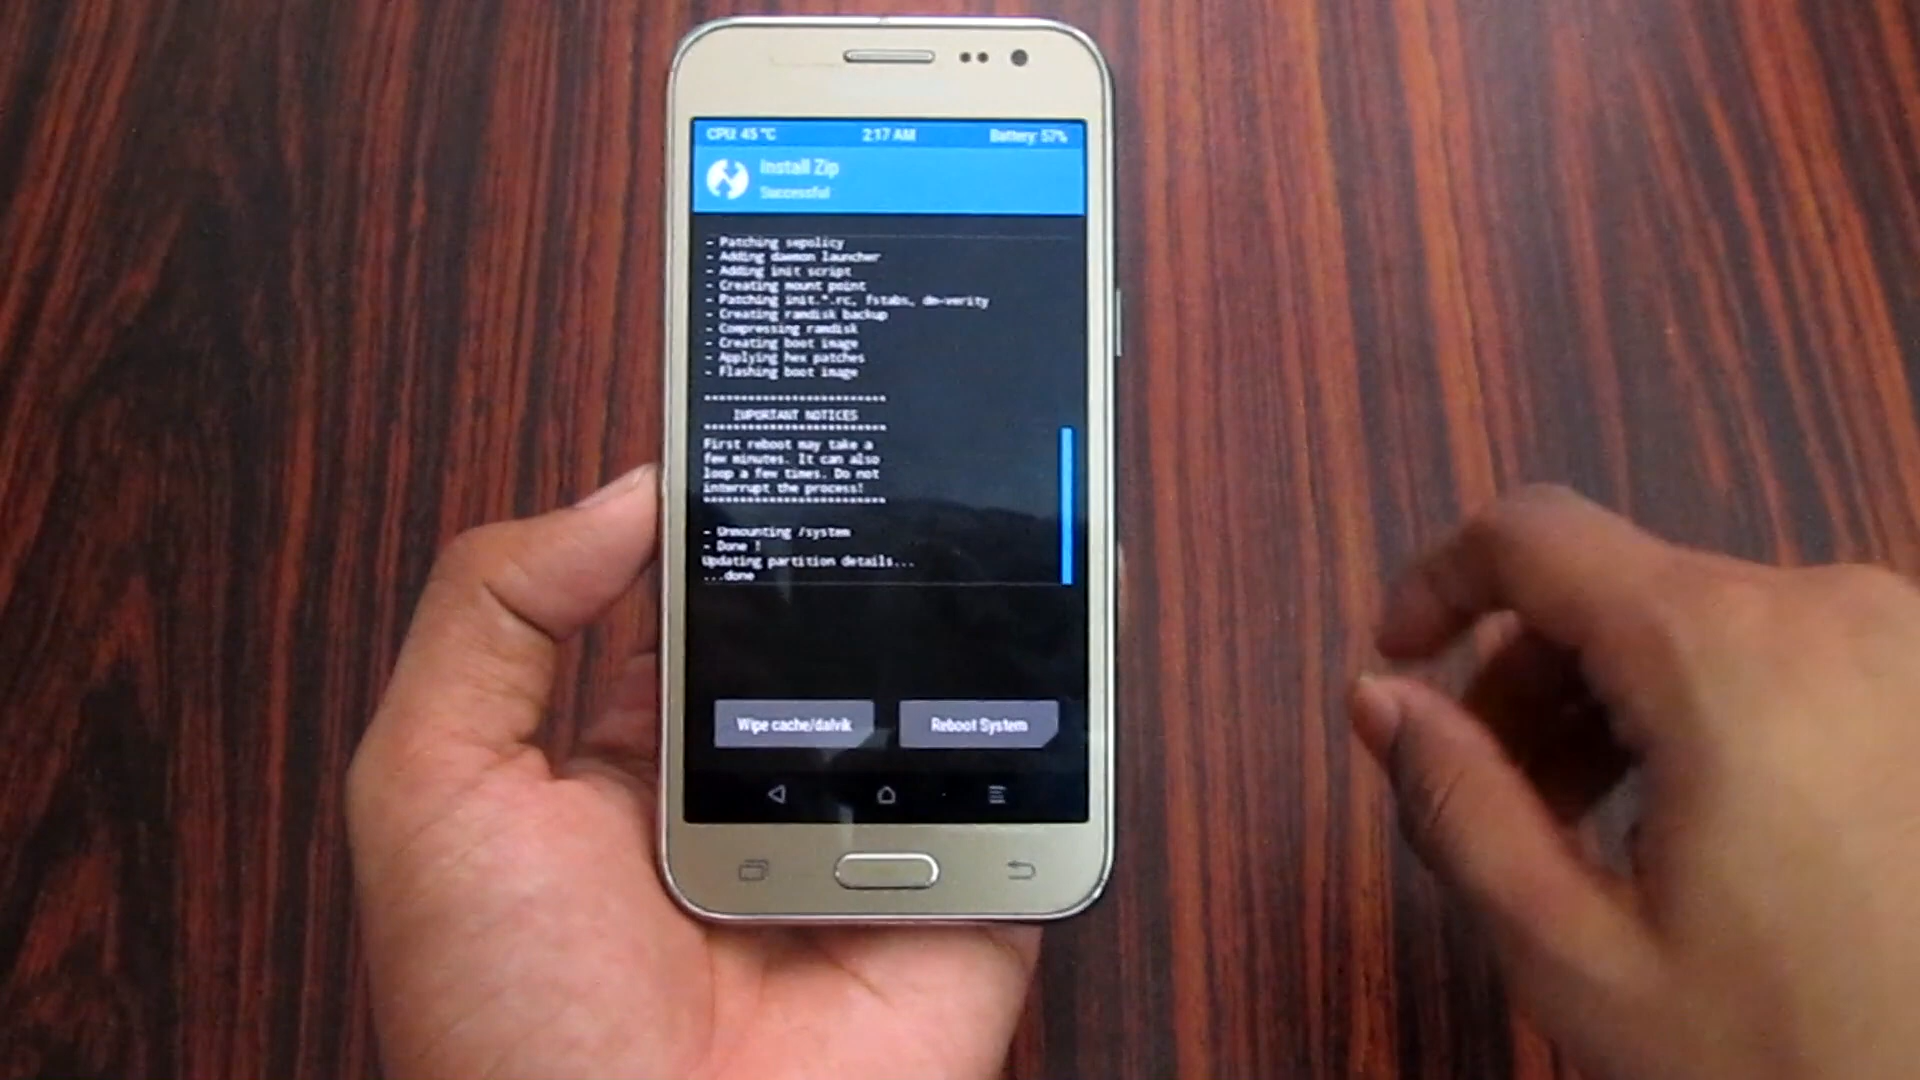 CPU: 45 °C 2:17 AM Battery: 57%
Install Zip
Successful
- Patching sepolicy
- Adding daemon launcher
- Adding init script
- Creating mount point
- Patching init.*.rc, fstabs, dm-verity
- Creating ramdisk backup
- Compressing ramdisk
- Creating boot image
- Applying hex patches
- Flashing boot image
*************************
IMPORTANT NOTICES
*************************
First reboot may take a
few minutes. It can also
loop a few times. Do not
interrupt the process!
*************************
- Unmounting /system
- Done !
Updating partition details...
...done
Wipe cache/dalvik Reboot System